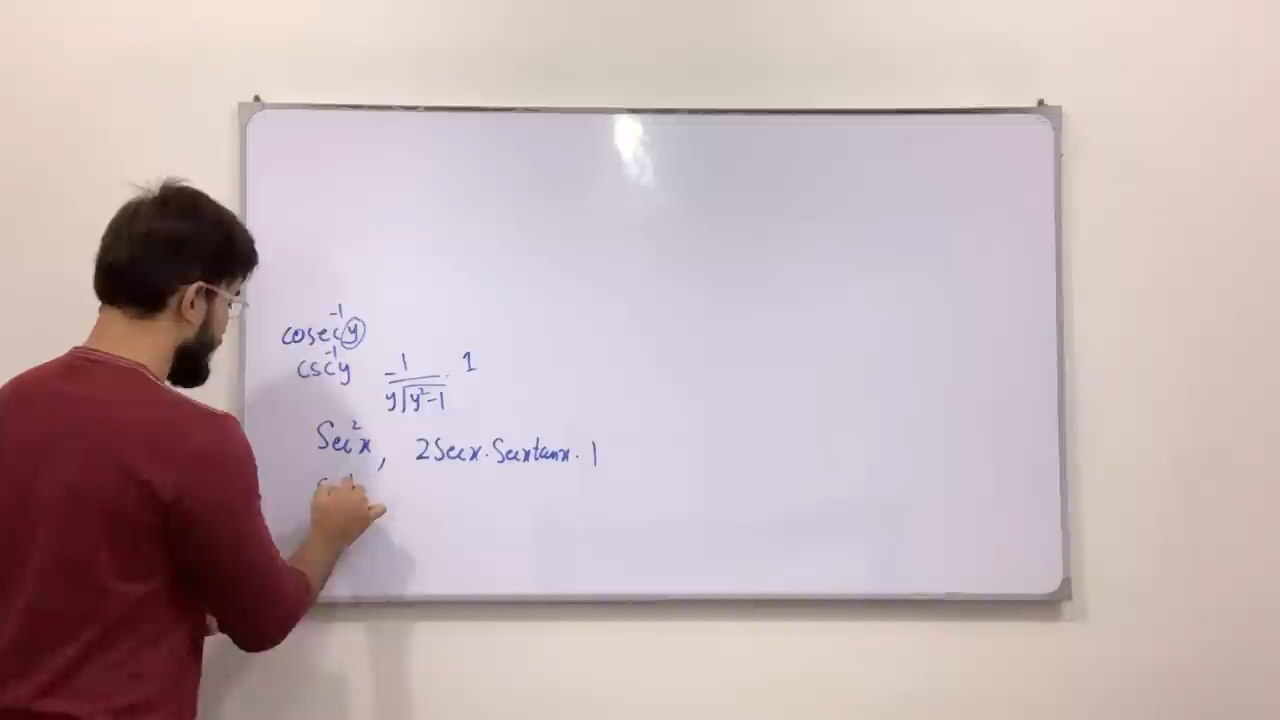 cosec⁻¹y
csc⁻¹y -1/(y√(y²-1)) · 1
Sec²x, 2Secx·Secxtanx·1